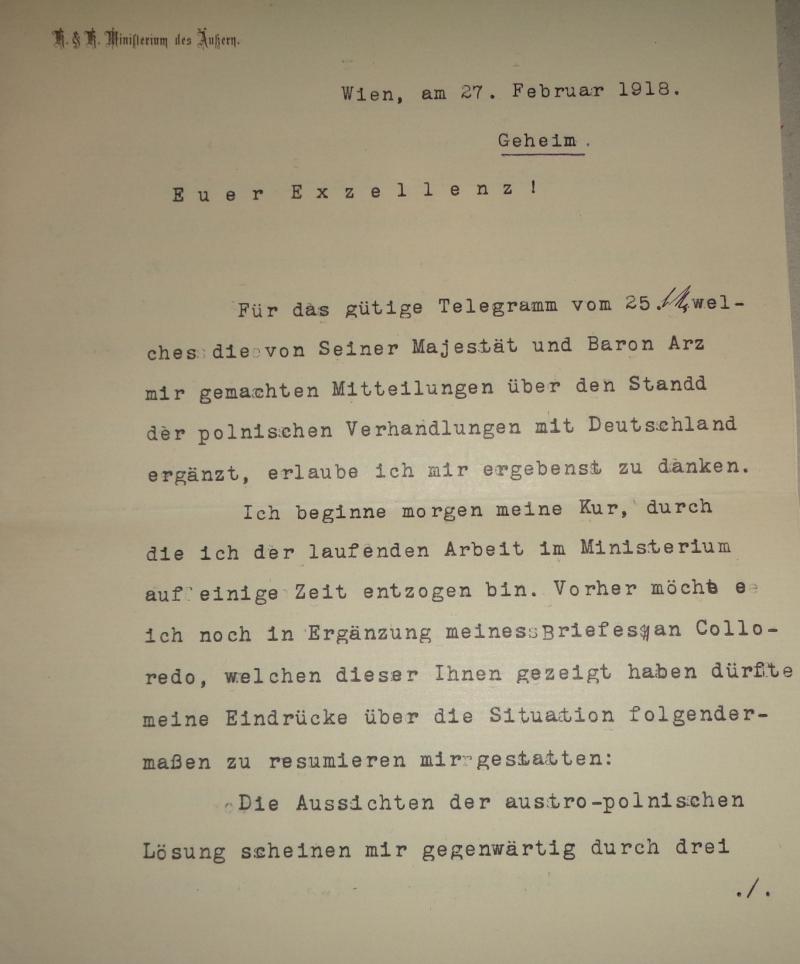 K. & K. Ministerium des Äußern.
Wien, am 27. Februar 1918.
Geheim.
Euer Exzellenz!
Für das gütige Telegramm vom 25. wel-
ches die von Seiner Majestät und Baron Arz
mir gemachten Mitteilungen über den Standd
der polnischen Verhandlungen mit Deutschland
ergänzt, erlaube ich mir ergebenst zu danken.
Ich beginne morgen meine Kur, durch
die ich der laufenden Arbeit im Ministerium
auf einige Zeit entzogen bin. Vorher möchte
ich noch in Ergänzung meines Briefes an Collo-
redo, welchen dieser Ihnen gezeigt haben dürfte
meine Eindrücke über die Situation folgender-
maßen zu resumieren mir gestatten:
Die Aussichten der austro-polnischen
Lösung scheinen mir gegenwärtig durch drei
./.